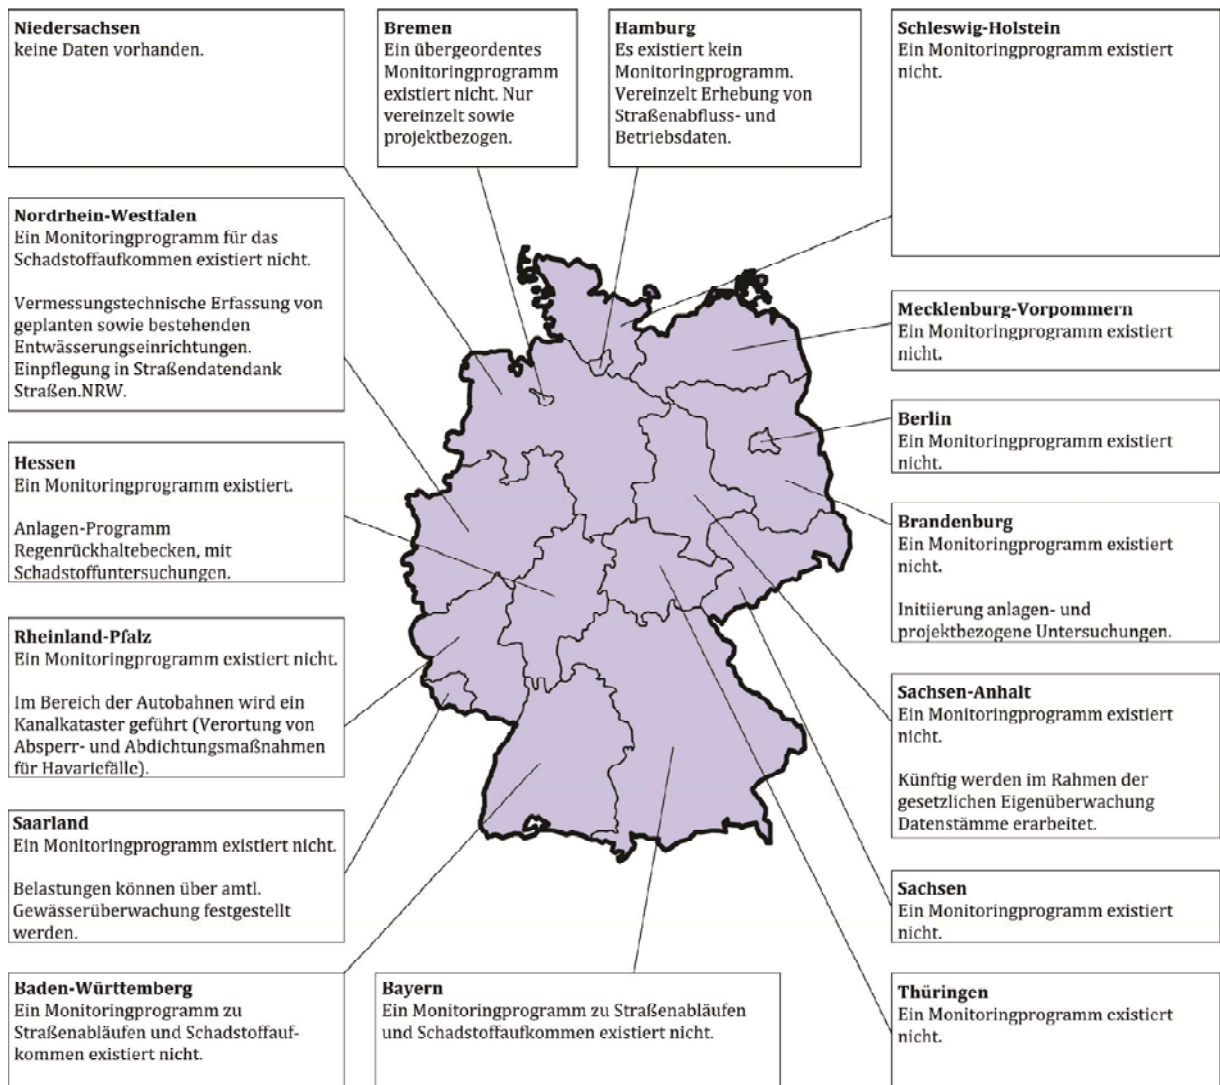 Niedersachsen
keine Daten vorhanden.
Bremen
Ein übergeordentes
Monitoringprogramm
existiert nicht. Nur
vereinzelt sowie
projektbezogen.
Hamburg
Es existiert kein
Monitoringprogramm.
Vereinzelt Erhebung von
Straßenabfluss- und
Betriebsdaten.
Schleswig-Holstein
Ein Monitoringprogramm existiert
nicht.
Nordrhein-Westfalen
Ein Monitoringprogramm für das
Schadstoffaufkommen existiert nicht.
Vermessungstechnische Erfassung von
geplanten sowie bestehenden
Entwässerungseinrichtungen.
Einpflegung in Straßendatendank
Straßen.NRW.
Mecklenburg-Vorpommern
Ein Monitoringprogramm existiert
nicht.
Berlin
Ein Monitoringprogramm existiert
nicht.
Hessen
Ein Monitoringprogramm existiert.
Anlagen-Programm
Regenrückhaltebecken, mit
Schadstoffuntersuchungen.
Brandenburg
Ein Monitoringprogramm existiert
nicht.
Initiierung anlagen- und
projektbezogene Untersuchungen.
Rheinland-Pfalz
Ein Monitoringprogramm existiert nicht.
Im Bereich der Autobahnen wird ein
Kanalkataster geführt (Verortung von
Absperr- und Abdichtungsmaßnahmen
für Havariefälle).
Sachsen-Anhalt
Ein Monitoringprogramm existiert
nicht.
Künftig werden im Rahmen der
gesetzlichen Eigenüberwachung
Datenstämme erarbeitet.
Saarland
Ein Monitoringprogramm existiert nicht.
Belastungen können über amtl.
Gewässerüberwachung festgestellt
werden.
Sachsen
Ein Monitoringprogramm existiert
nicht.
Baden-Württemberg
Ein Monitoringprogramm zu
Straßenabläufen und Schadstoffauf-
kommen existiert nicht.
Bayern
Ein Monitoringprogramm zu Straßenabläufen
und Schadstoffaufkommen existiert nicht.
Thüringen
Ein Monitoringprogramm existiert
nicht.